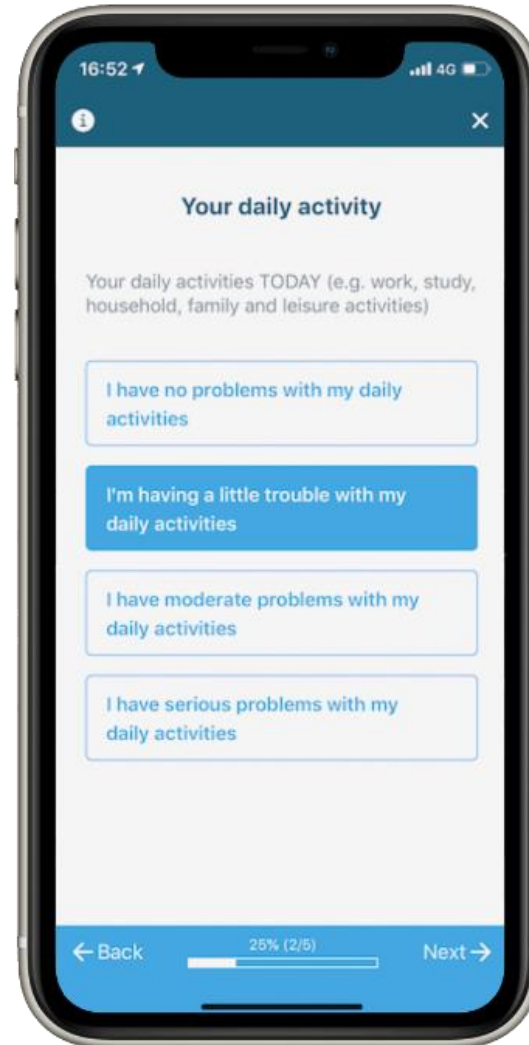 16:52
4G
Your daily activity
Your daily activities TODAY (e.g. work, study,
household, family and leisure activities)
I have no problems with my daily
activities
I'm having a little trouble with my
daily activities
I have moderate problems with my
daily activities
I have serious problems with my
daily activities
← Back 25% (2/5) Next →